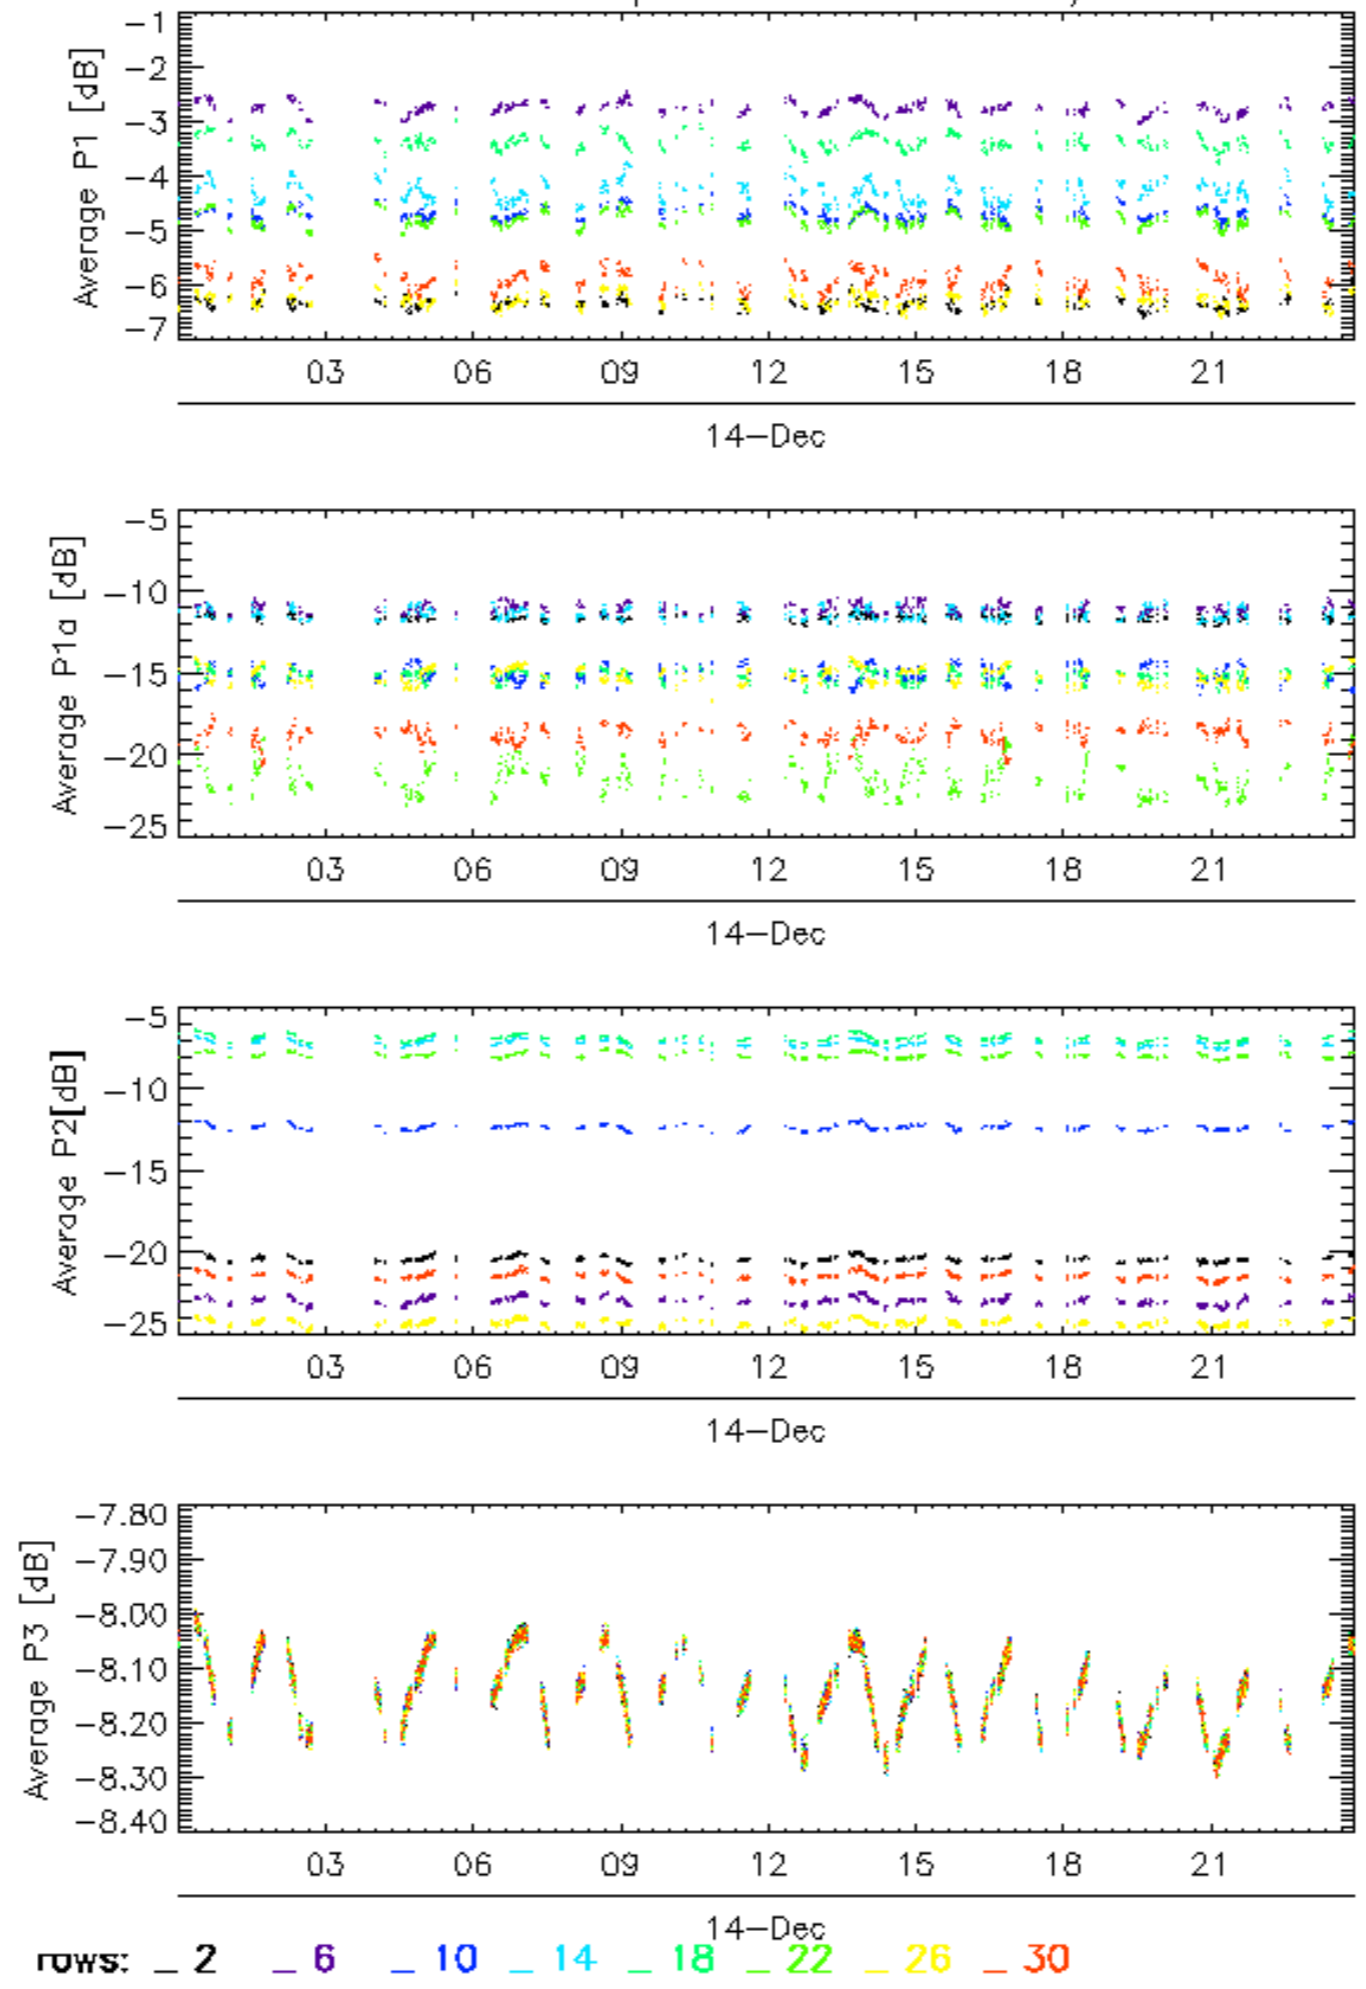 -1
-2
-3
-4
-5
-6
-7
Average P1 [dB]
03 06 09 12 15 18 21
14-Dec
-5
-10
-15
-20
-25
Average P1a [dB]
03 06 09 12 15 18 21
14-Dec
-5
-10
-15
-20
-25
Average P2[dB]
03 06 09 12 15 18 21
14-Dec
-7.80
-7.90
-8.00
-8.10
-8.20
-8.30
-8.40
Average P3 [dB]
03 06 09 12 15 18 21
14-Dec
rows: _ 2 _ 6 _ 10 _ 14 _ 18 _ 22 _ 26 _ 30